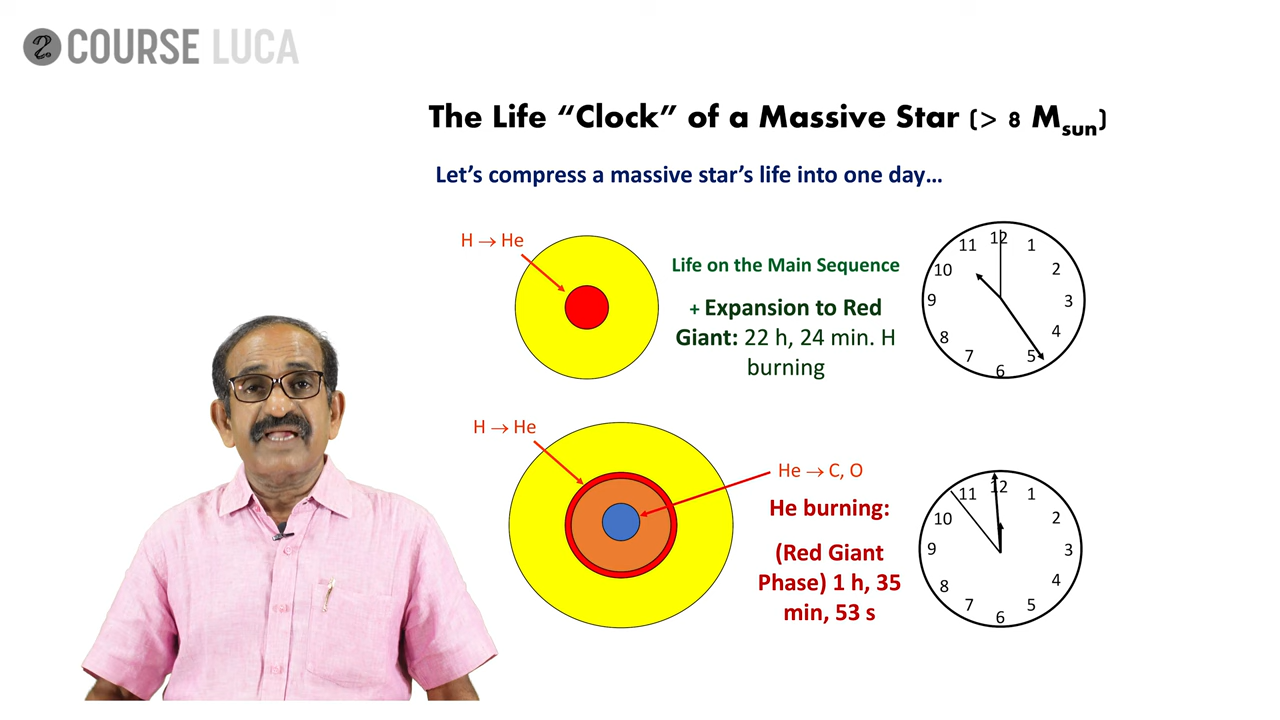 COURSE LUCA
The Life “Clock” of a Massive Star (> 8 Msun)
Let’s compress a massive star’s life into one day…
H → He
Life on the Main Sequence
+ Expansion to Red
Giant: 22 h, 24 min. H
burning
12
11
1
10
2
9
3
8
4
7
5
6
H → He
He → C, O
He burning:
(Red Giant
Phase) 1 h, 35
min, 53 s
12
11
1
10
2
9
3
8
4
7
5
6